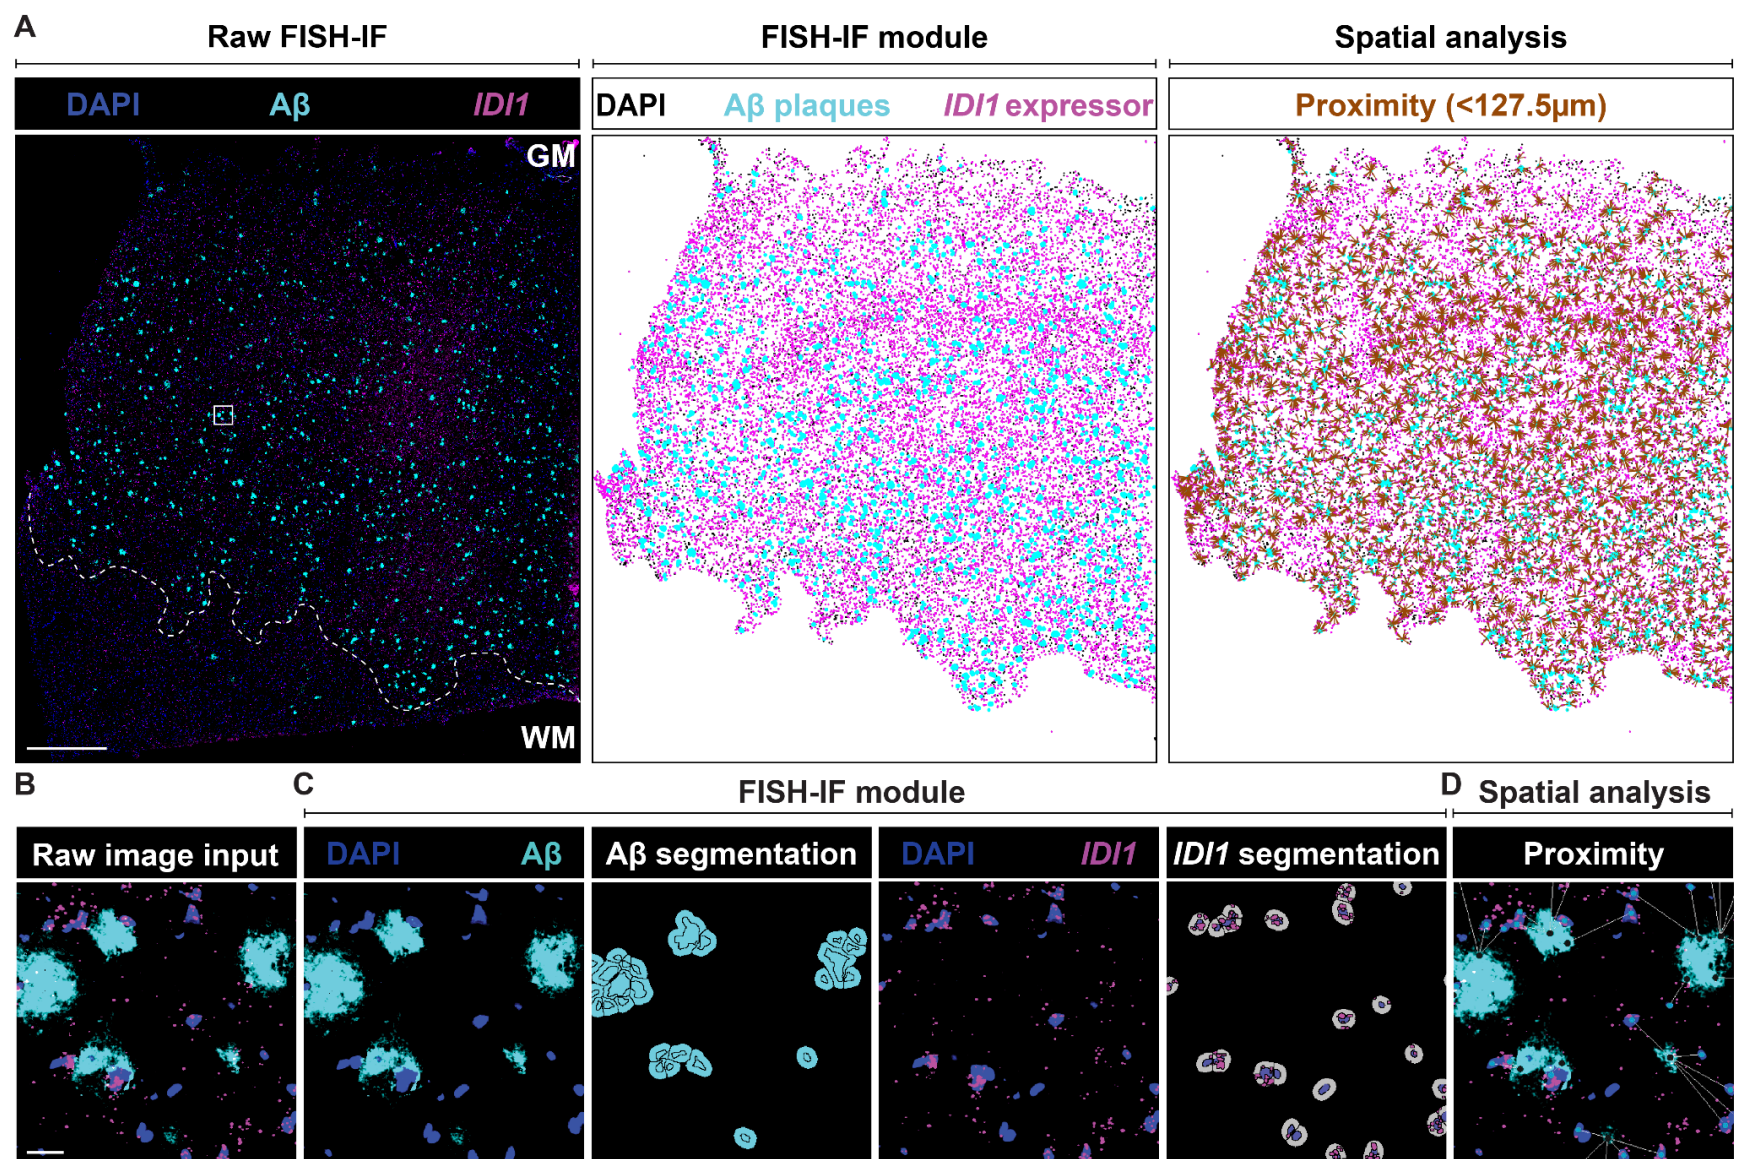 A
Raw FISH-IF
FISH-IF module
Spatial analysis
DAPI Aβ IDI1
DAPI Aβ plaques IDI1 expressor
Proximity (<127.5µm)
GM
WM
B
C
FISH-IF module
D
Spatial analysis
Raw image input
DAPI Aβ
Aβ segmentation
DAPI IDI1
IDI1 segmentation
Proximity